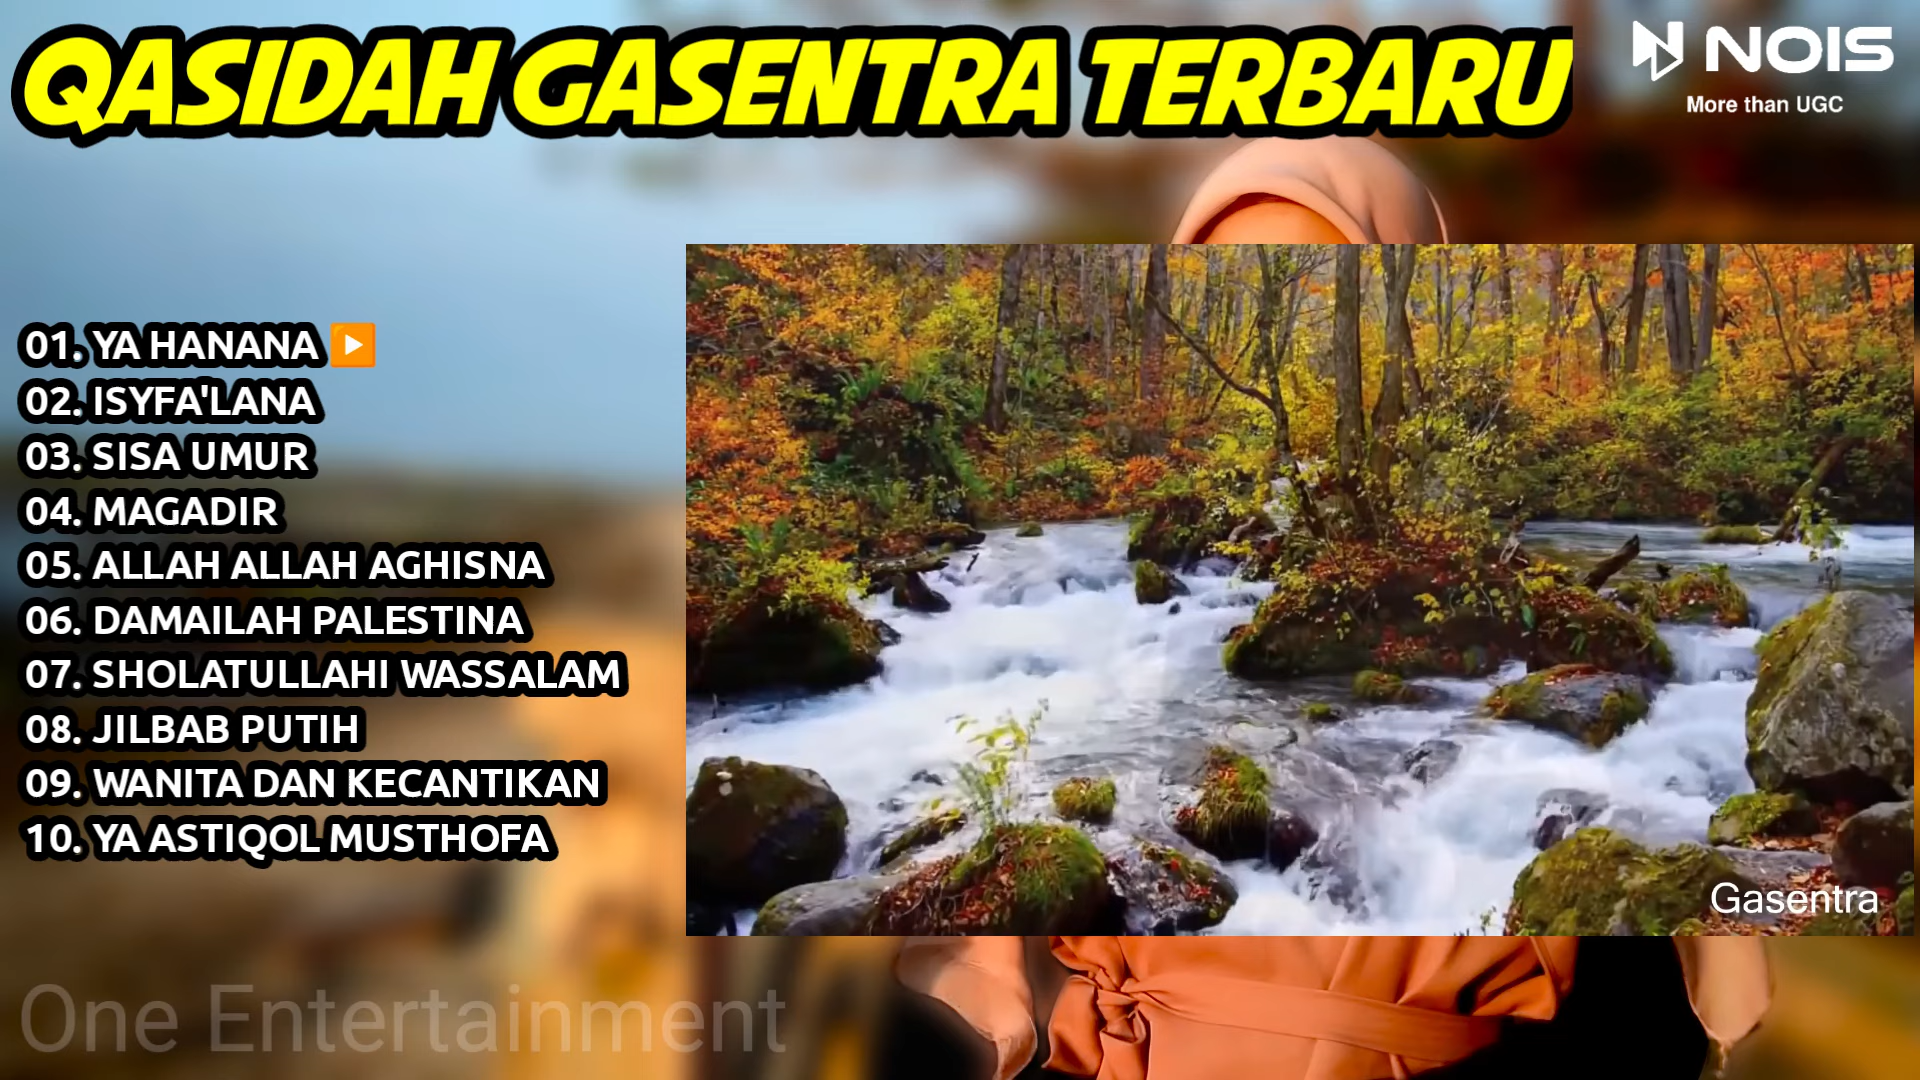 QASIDAH GASENTRA TERBARU
NOIS
More than UGC
01. YA HANANA
02. ISYFA'LANA
03. SISA UMUR
04. MAGADIR
05. ALLAH ALLAH AGHISNA
06. DAMAILAH PALESTINA
07. SHOLATULLAHI WASSALAM
08. JILBAB PUTIH
09. WANITA DAN KECANTIKAN
10. YA ASTIQOL MUSTHOFA
Gasentra
One Entertainment